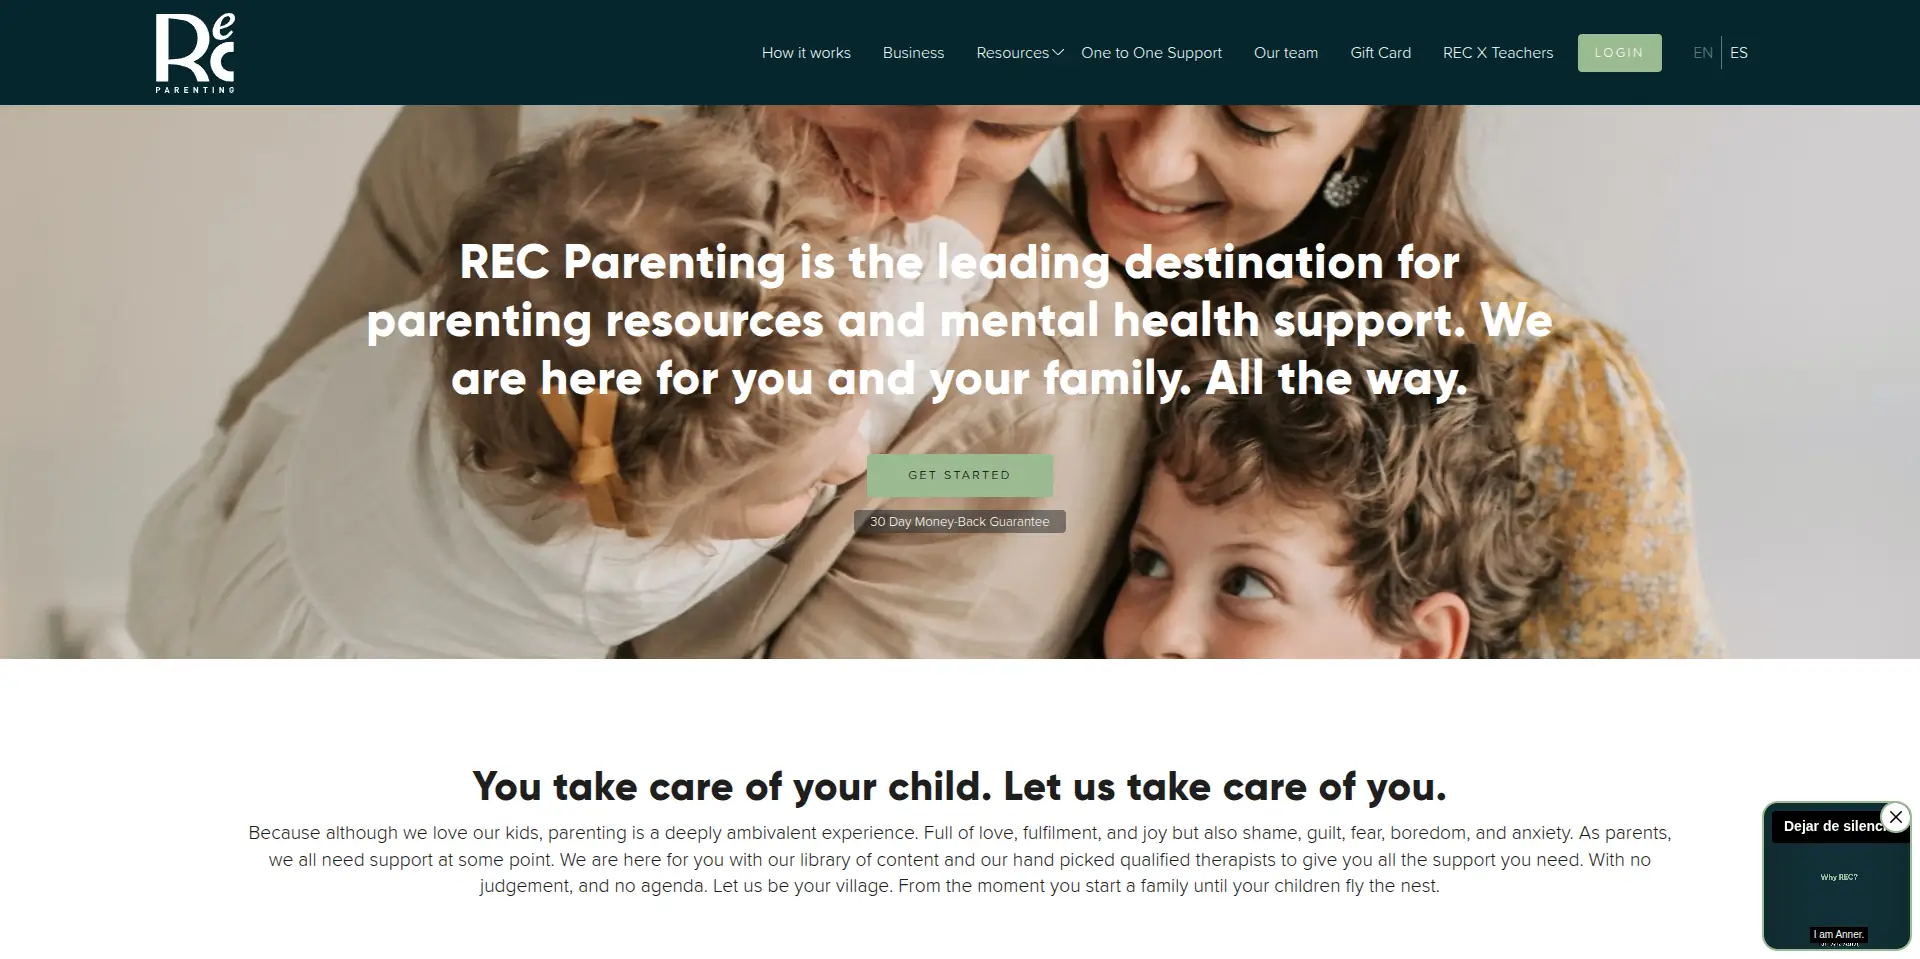 Rec
PARENTING
How it works
Business
Resources
One to One Support
Our team
Gift Card
REC X Teachers
LOGIN
EN
ES
REC Parenting is the leading destination for
parenting resources and mental health support. We
are here for you and your family. All the way.
GET STARTED
30 Day Money-Back Guarantee
You take care of your child. Let us take care of you.
Because although we love our kids, parenting is a deeply ambivalent experience. Full of love, fulfilment, and joy but also shame, guilt, fear, boredom, and anxiety. As parents,
we all need support at some point. We are here for you with our library of content and our hand picked qualified therapists to give you all the support you need. With no
judgement, and no agenda. Let us be your village. From the moment you start a family until your children fly the nest.
Dejar de silenc
Why REC?
I am Anner.